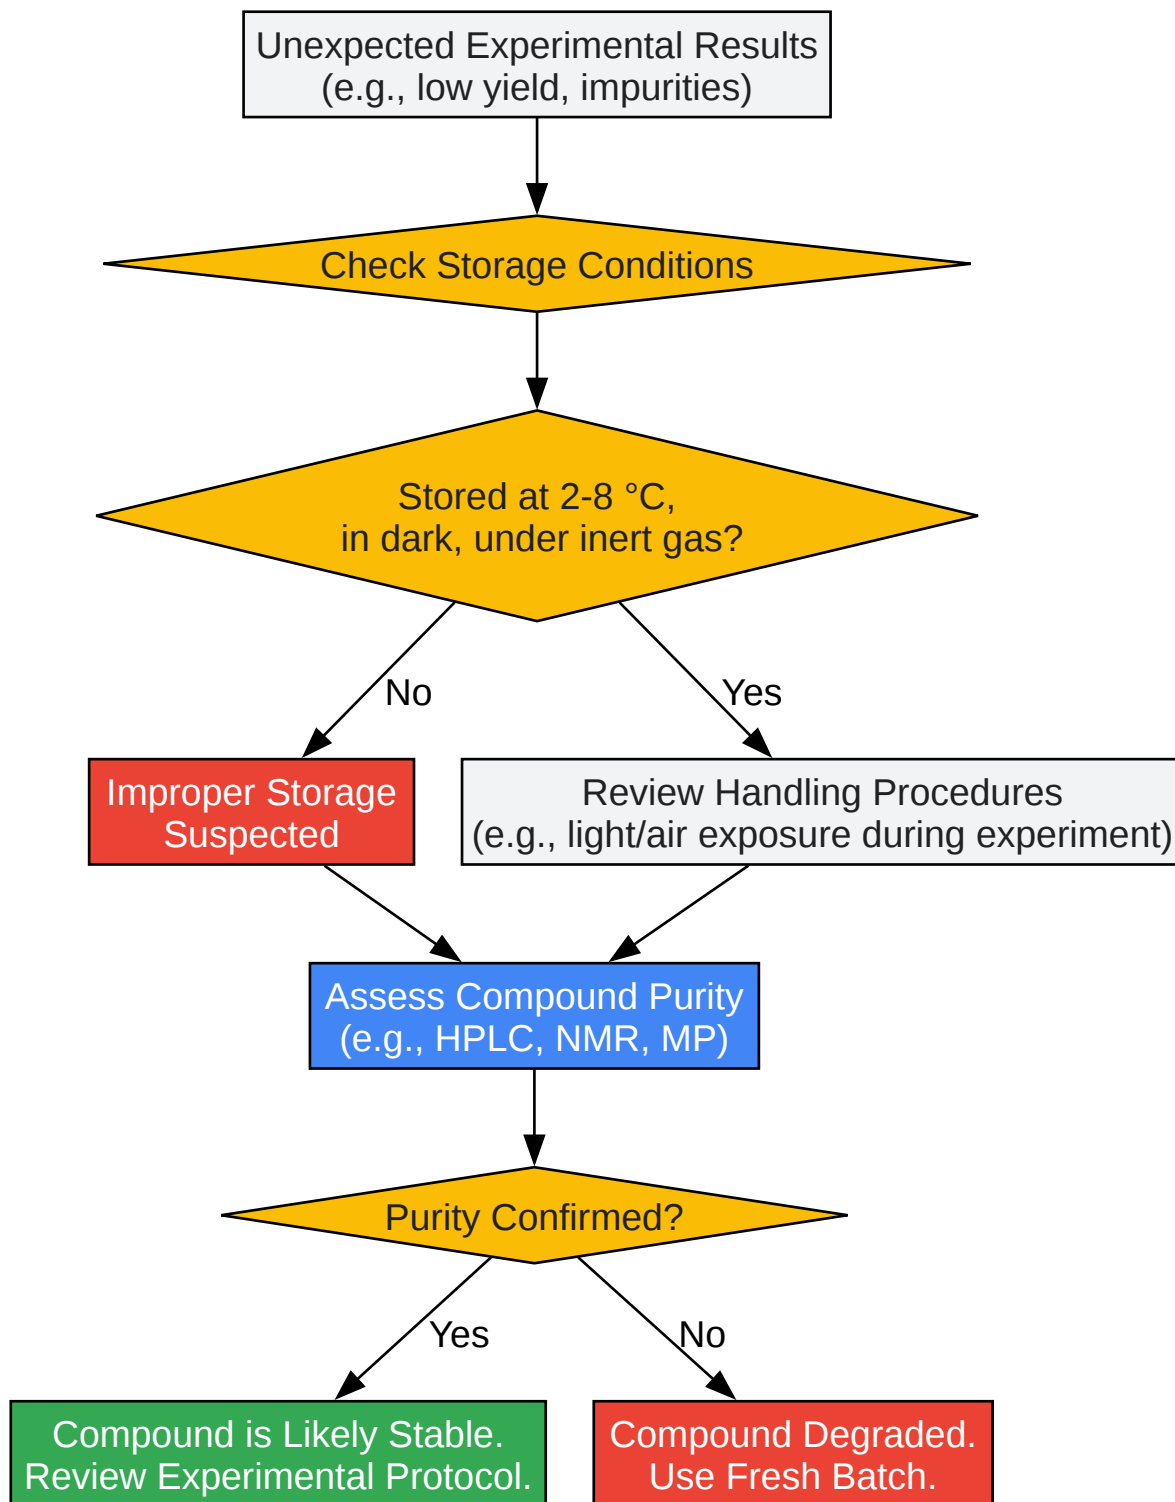 Unexpected Experimental Results
(e.g., low yield, impurities)
Check Storage Conditions
Stored at 2-8 °C,
in dark, under inert gas?
No
Yes
Improper Storage
Suspected
Review Handling Procedures
(e.g., light/air exposure during experiment)
Assess Compound Purity
(e.g., HPLC, NMR, MP)
Purity Confirmed?
Yes
No
Compound is Likely Stable.
Review Experimental Protocol.
Compound Degraded.
Use Fresh Batch.